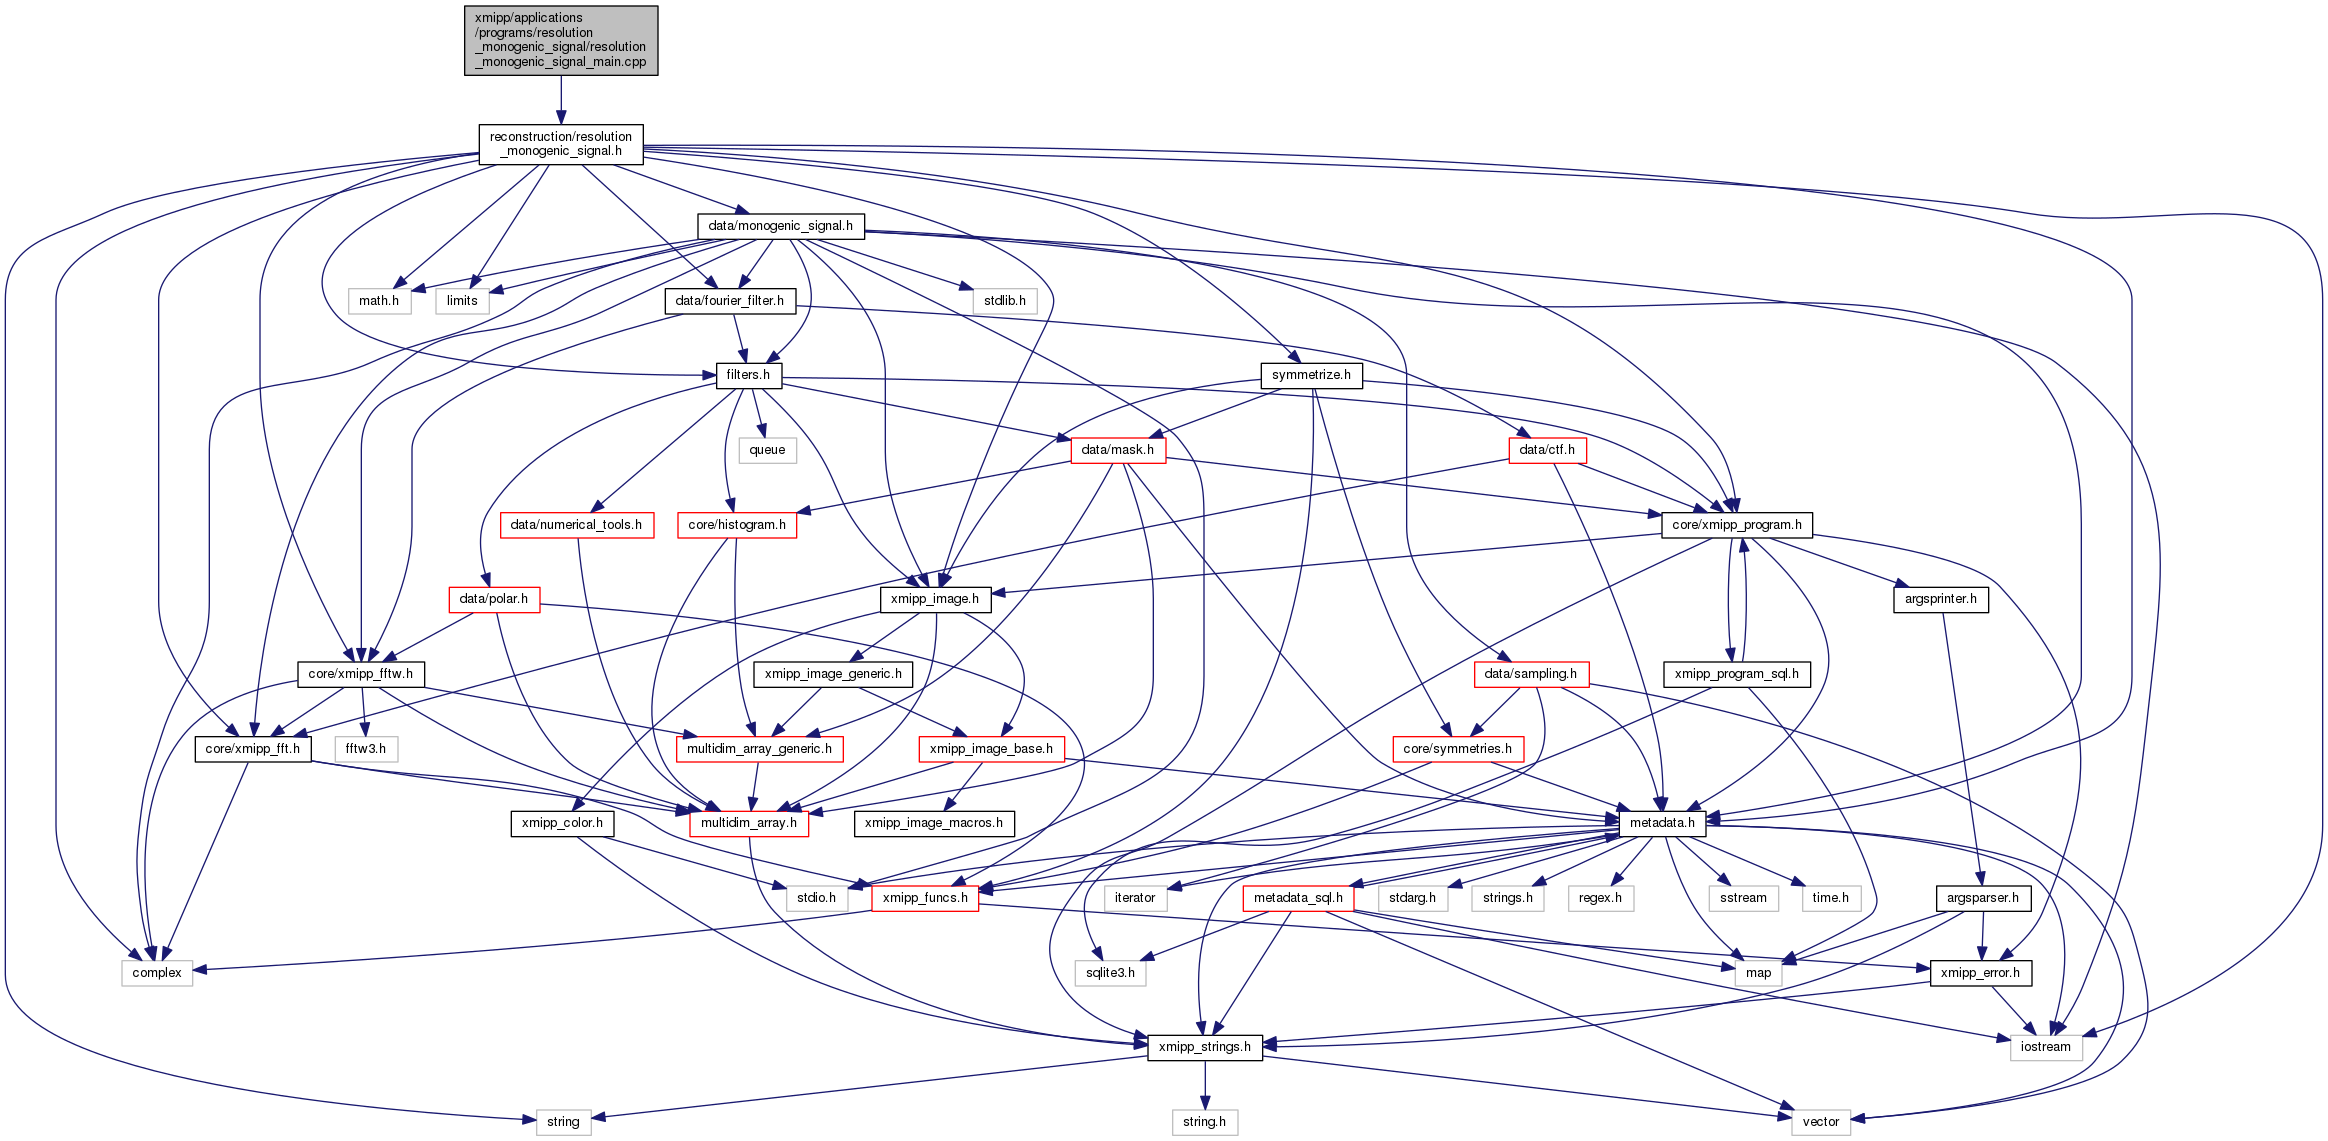 xmipp/applications
/programs/resolution
_monogenic_signal/resolution
_monogenic_signal_main.cpp
reconstruction/resolution
_monogenic_signal.h
data/monogenic_signal.h
math.h
limits
data/fourier_filter.h
stdlib.h
filters.h
symmetrize.h
queue
data/mask.h
data/ctf.h
data/numerical_tools.h
core/histogram.h
core/xmipp_program.h
data/polar.h
xmipp_image.h
argsprinter.h
core/xmipp_fftw.h
xmipp_image_generic.h
data/sampling.h
xmipp_program_sql.h
core/xmipp_fft.h
fftw3.h
multidim_array_generic.h
xmipp_image_base.h
core/symmetries.h
xmipp_color.h
multidim_array.h
xmipp_image_macros.h
metadata.h
stdio.h
xmipp_funcs.h
iterator
metadata_sql.h
stdarg.h
strings.h
regex.h
sstream
time.h
argsparser.h
complex
sqlite3.h
map
xmipp_error.h
xmipp_strings.h
iostream
string
string.h
vector